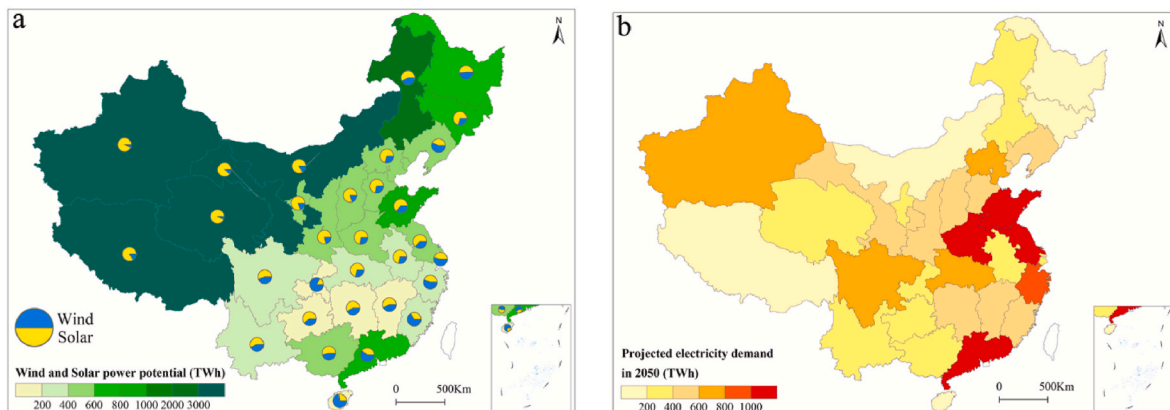 a
N
Wind
Solar
Wind and Solar power potential (TWh)
200 400 600 800 1000 2000 3000
0 500Km
b
N
Projected electricity demand
in 2050 (TWh)
200 400 600 800 1000
0 500Km